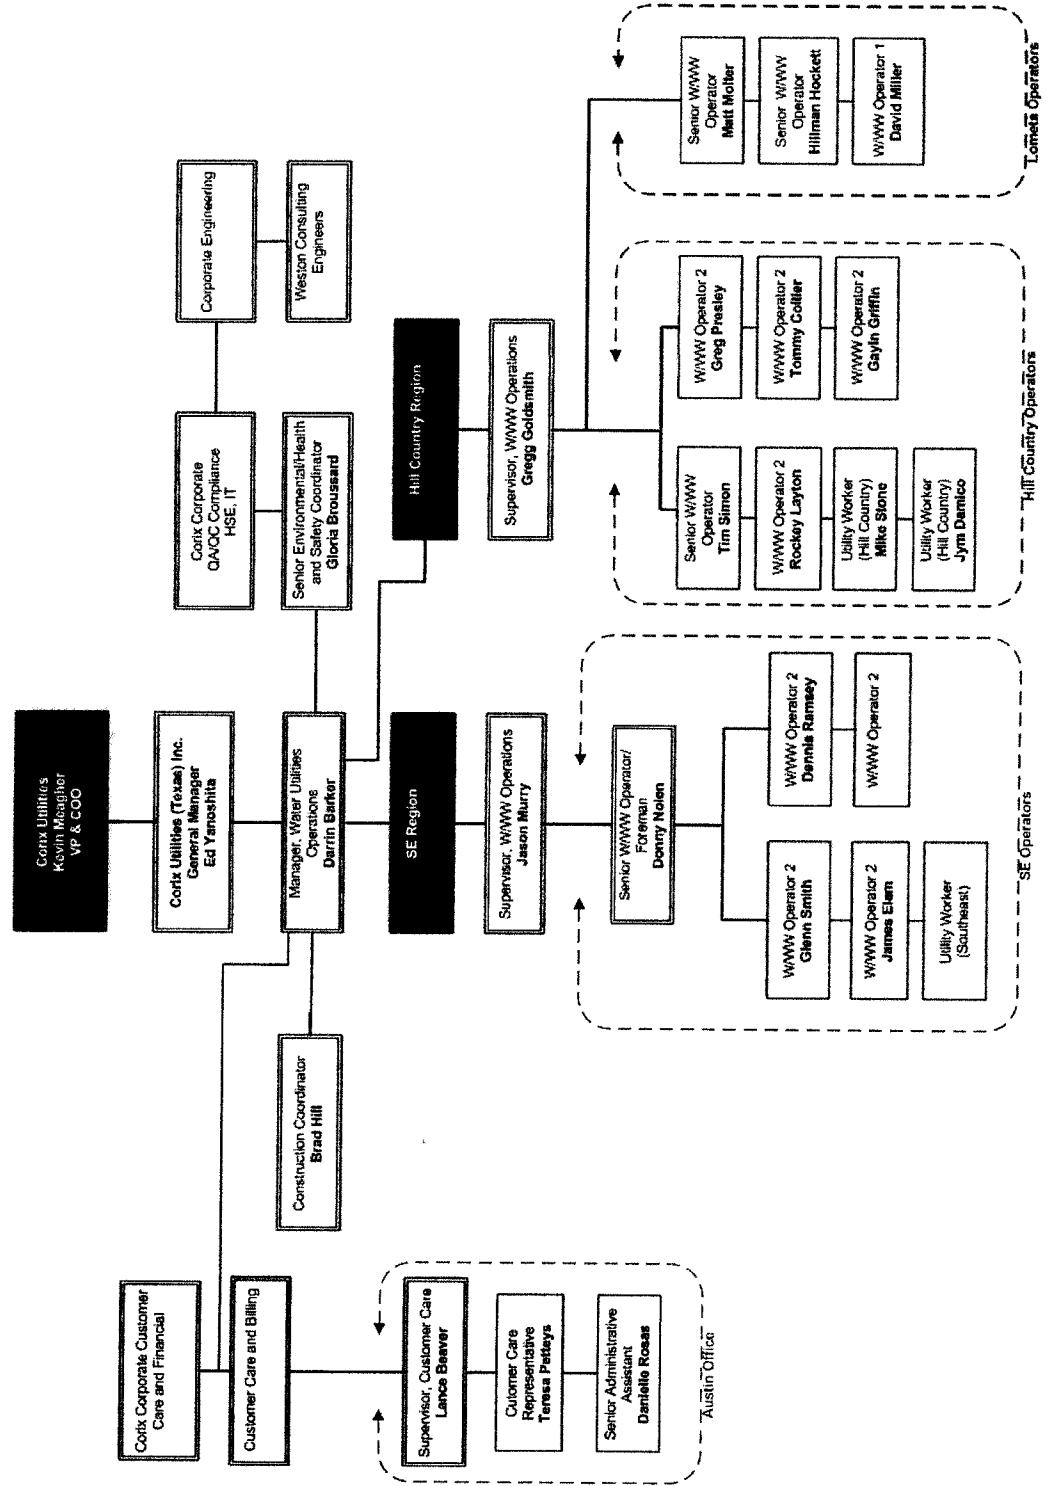 Corix Utilities
Kevin Meagher
VP & COO
Corix Utilities (Texas) Inc.
General Manager
Ed Yanoshita
Manager, Water Utilities
Operations
Darrin Barker
Corix Corporate Customer
Care and Financial
Customer Care and Billing
Supervisor, Customer Care
Lance Beaver
Cutomer Care
Representative
Teresa Petteys
Senior Administrative
Assistant
Danielle Rosas
Austin Office
Construction Coordinator
Brad Hill
Corix Corporate
QA/QC Compliance
HSE, IT
Corporate Engineering
Weston Consulting
Engineers
Senior Environmental/Health
and Safety Coordinator
Gloria Broussard
SE Region
Supervisor, W/WW Operations
Jason Murry
Senior W/WW Operator/
Foreman
Donny Nolen
W/WW Operator 2
Glenn Smith
W/WW Operator 2
James Elam
Utility Worker
(Southeast)
W/WW Operator 2
Dennis Ramsey
W/WW Operator 2
SE Operators
Hill Country Region
Supervisor, W/WW Operations
Gregg Goldsmith
Senior W/WW
Operator
Tim Simon
W/WW Operator 2
Rockey Layton
Utility Worker
(Hill Country)
Mike Stone
Utility Worker
(Hill Country)
Jym Damico
W/WW Operator 2
Greg Presley
W/WW Operator 2
Tommy Collier
W/WW Operator 2
Gayin Griffin
Hill Country Operators
Senior W/WW
Operator
Matt Molter
Senior W/WW
Operator
Hillman Hockett
W/WW Operator 1
David Miller
Lometa Operators